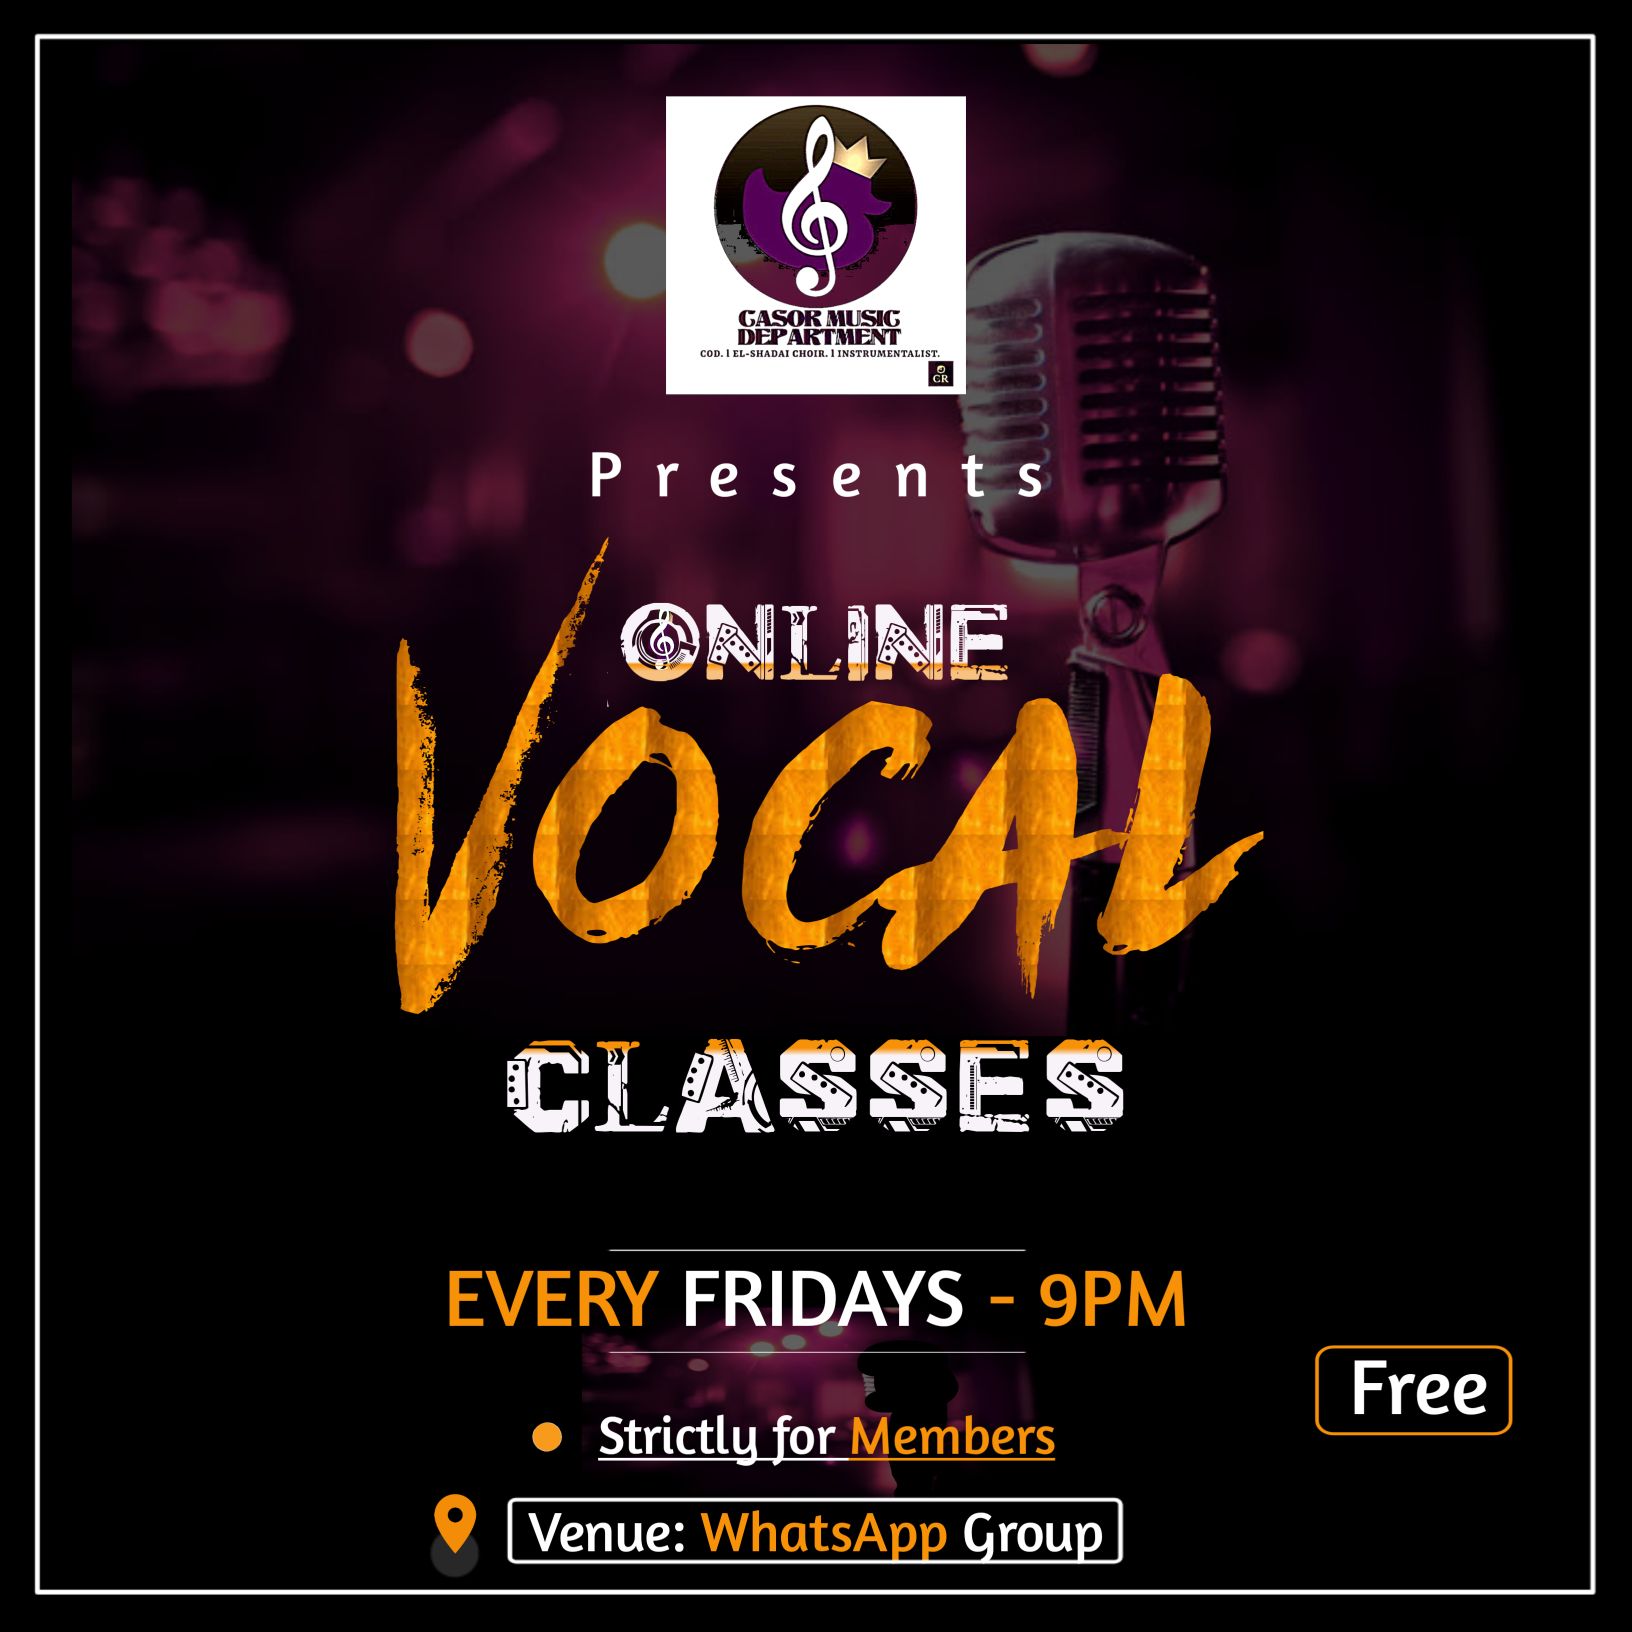 CASOR MUSIC
DEPARTMENT
COD. l EL-SHADAI CHOIR. l INSTRUMENTALIST.
CR
Presents
ONLINE
VOCAL
CLASSES
EVERY FRIDAYS - 9PM
Free
Strictly for Members
Venue: WhatsApp Group